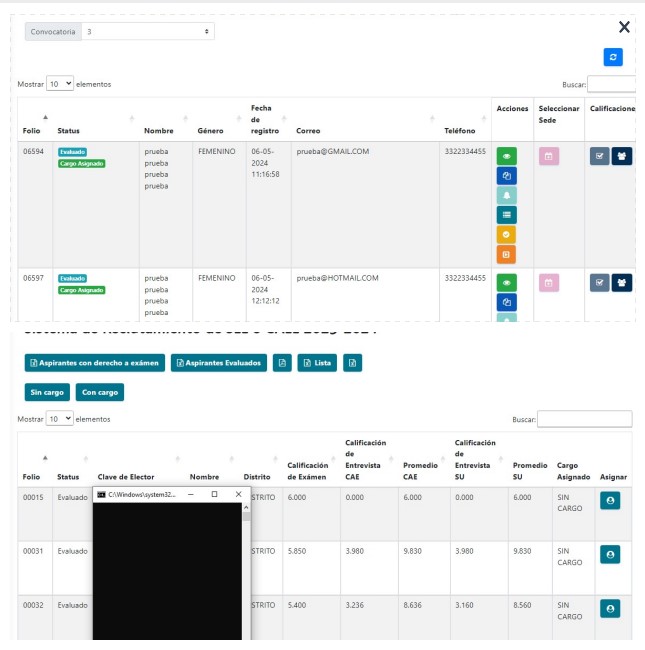 Convocatoria 3
X
Mostrar 10 elementos Buscar:
Folio Status Nombre Género Fecha de registro Correo Teléfono Acciones Seleccionar Sede Calificacione
06594 Evaluado Cargo Asignado prueba prueba prueba prueba FEMENINO 06-05-2024 11:16:58 prueba@GMAIL.COM 3322334455
06597 Evaluado Cargo Asignado prueba prueba prueba prueba FEMENINO 06-05-2024 12:12:12 prueba@HOTMAIL.COM 3322334455
Aspirantes con derecho a exámen Aspirantes Evaluados Lista
Sin cargo Con cargo
Mostrar 10 elementos Buscar:
Folio Status Clave de Elector Nombre Distrito Calificación de Exámen Calificación de Entrevista CAE Promedio CAE Calificación de Entrevista SU Promedio SU Cargo Asignado Asignar
C:\Windows\system32...
00015 Evaluado STRITO 6.000 0.000 6.000 0.000 6.000 SIN CARGO
00031 Evaluado STRITO 5.850 3.980 9.830 3.980 9.830 SIN CARGO
00032 Evaluado STRITO 5.400 3.236 8.636 3.160 8.560 SIN CARGO